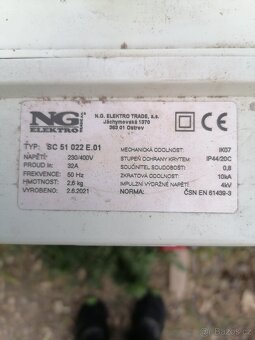 NG
ELEKTRO
N.G. ELEKTRO TRADE, a.s.
Jáchymovská 1370
363 01 Ostrov
CE
TYP: SC 51 022 E.01
NAPĚTÍ: 230/400V
PROUD In: 32A
FREKVENCE: 50 Hz
HMOTNOST: 2,6kg
VYROBENO: 2.6.2021
MECHANICKÁ ODOLNOST: IK07
STUPEŇ OCHRANY KRYTEM: IP44/20C
SOUČINITEL SOUDOBOSTI: 0,8
ZKRATOVÁ ODOLNOST: 10kA
IMPULZNÍ VÝDRŽNÉ NAPĚTÍ: 4kV
NORMA: ČSN EN 61439-3